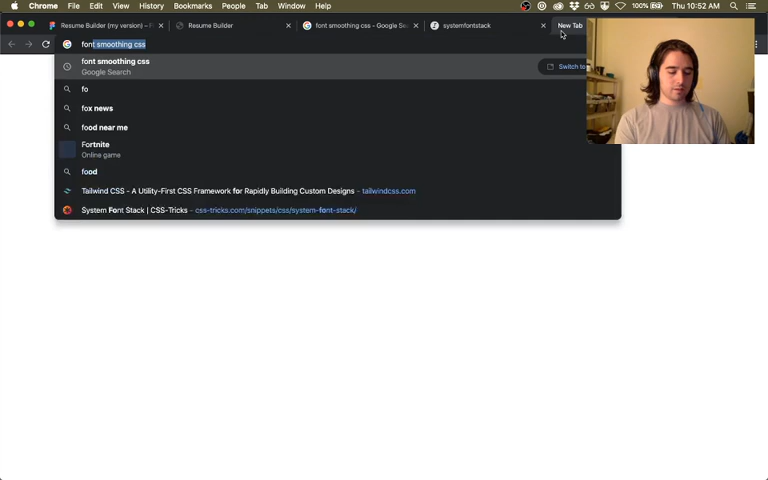 Chrome File Edit View History Bookmarks People Tab Window Help 100% Thu 10:52 AM
Resume Builder (my version) – F Resume Builder font smoothing css - Google Se systemfontstack New Tab
font smoothing css
font smoothing css
Google Search
Switch to
fo
fox news
food near me
Fortnite
Online game
food
Tailwind CSS - A Utility-First CSS Framework for Rapidly Building Custom Designs - tailwindcss.com
System Font Stack | CSS-Tricks - css-tricks.com/snippets/css/system-font-stack/